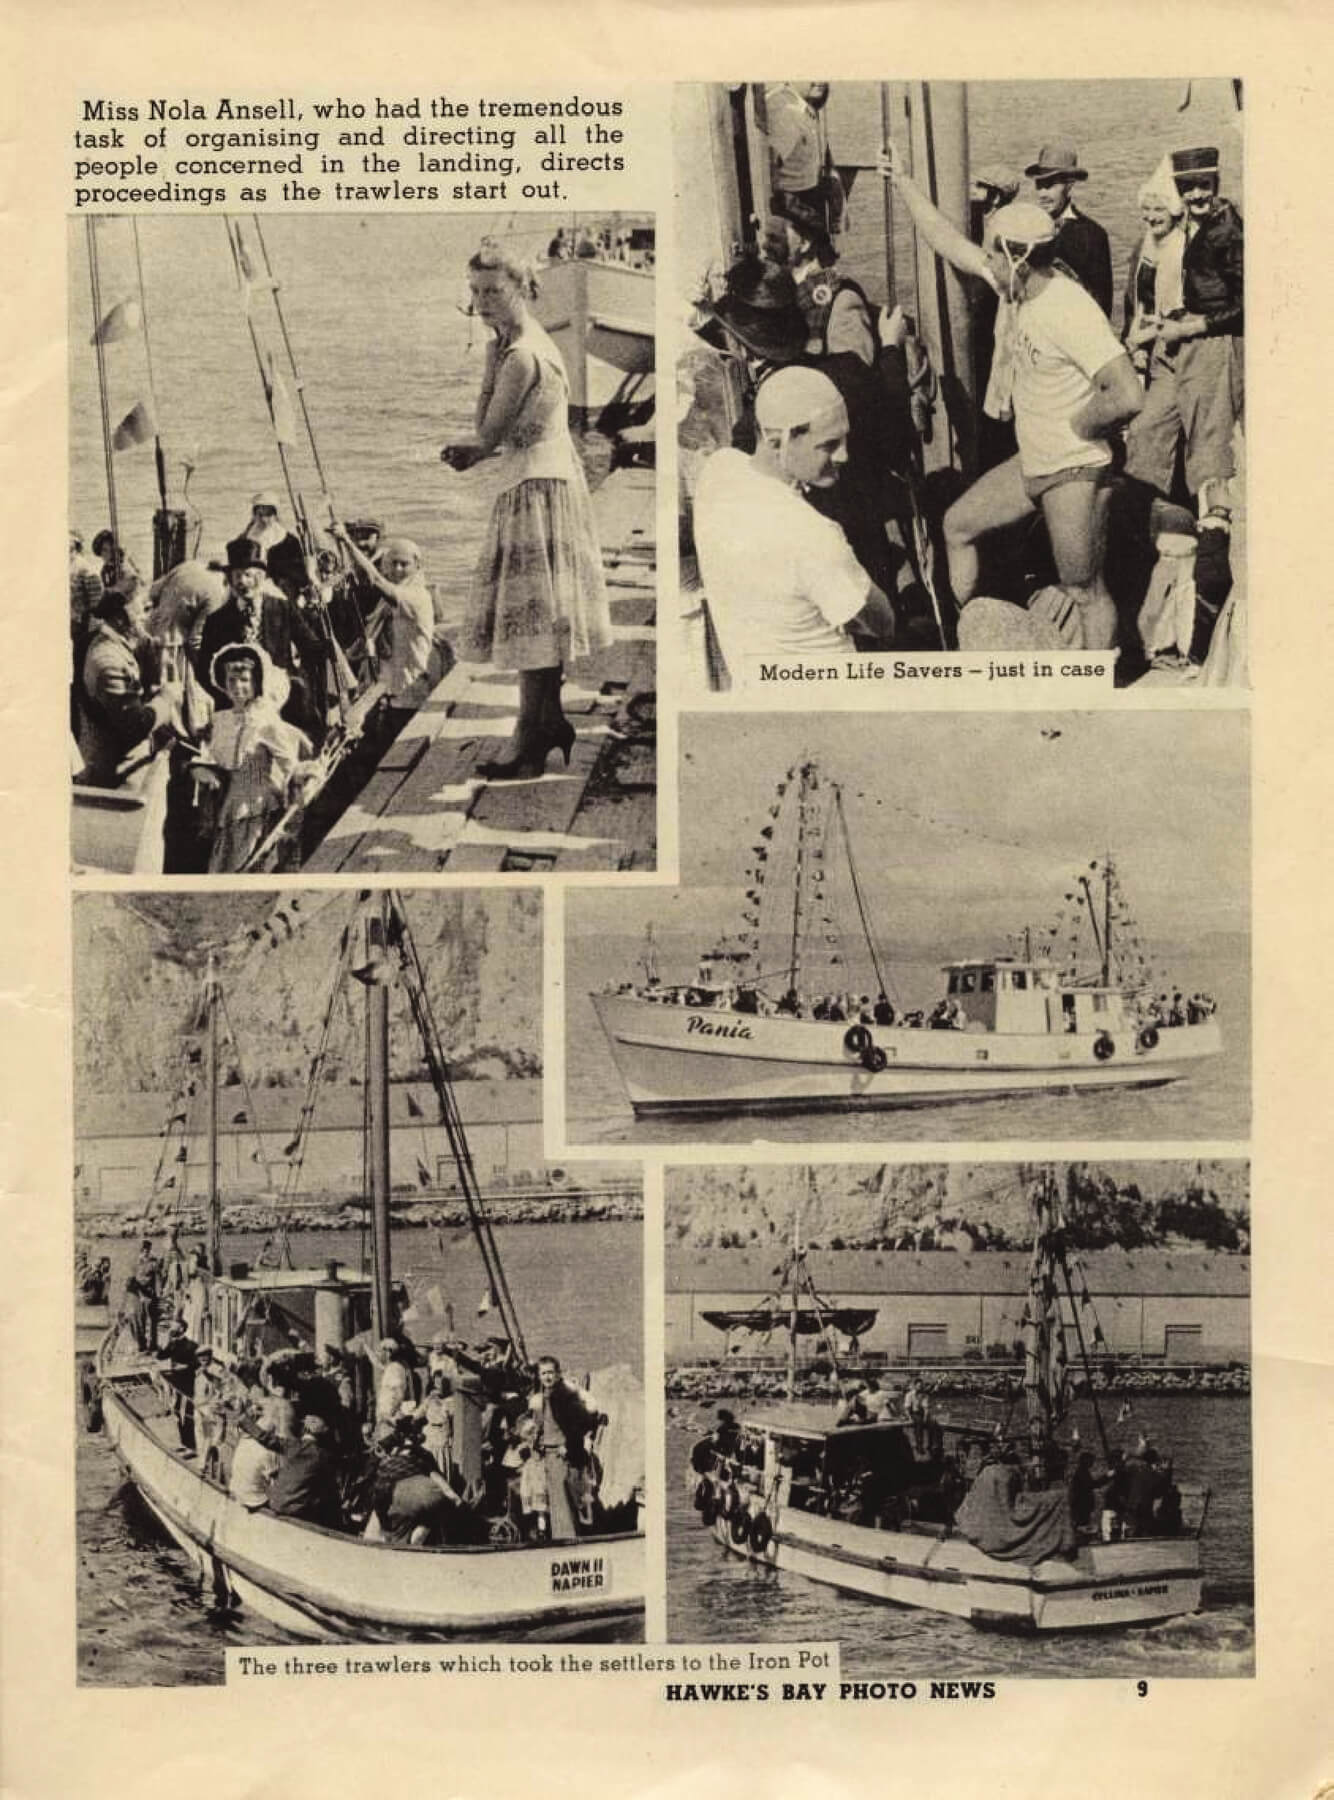 Miss Nola Ansell, who had the tremendous
task of organising and directing all the
people concerned in the landing, directs
proceedings as the trawlers start out.
Modern Life Savers – just in case
Pania
DAWN II
NAPIER
The three trawlers which took the settlers to the Iron Pot
HAWKE'S BAY PHOTO NEWS 9